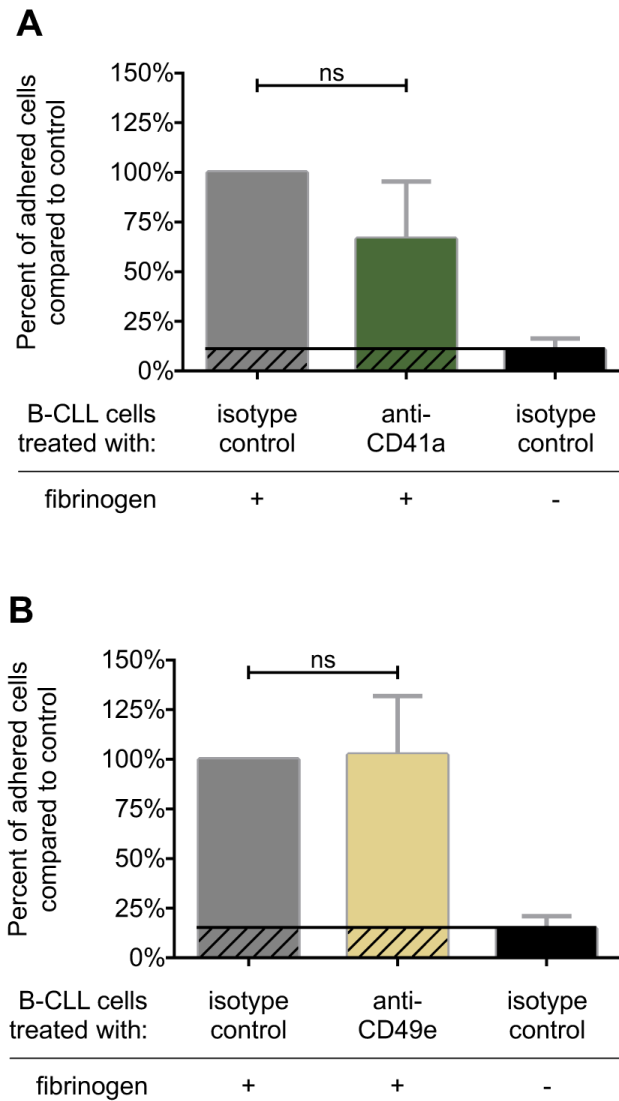 A
Percent of adhered cells
compared to control
150%
125%
100%
75%
50%
25%
0%
ns
B-CLL cells
treated with:
isotype
control
anti-
CD41a
isotype
control
fibrinogen + + -
B
Percent of adhered cells
compared to control
150%
125%
100%
75%
50%
25%
0%
ns
B-CLL cells
treated with:
isotype
control
anti-
CD49e
isotype
control
fibrinogen + + -